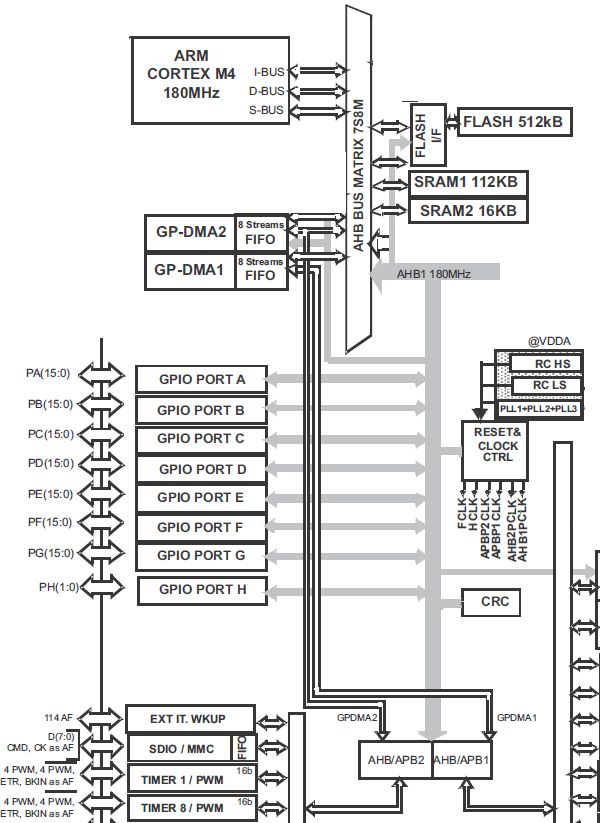 ARM
CORTEX M4
180MHz
I-BUS
D-BUS
S-BUS
AHB BUS MATRIX 7S8M
FLASH I/F
FLASH 512kB
SRAM1 112KB
SRAM2 16KB
GP-DMA2
8 Streams
FIFO
GP-DMA1
8 Streams
FIFO
AHB1 180MHz
@VDDA
RC HS
RC LS
PLL1+PLL2+PLL3
RESET&
CLOCK
CTRL
FCLK
HCLK
APBP2CLK
APBP1CLK
AHB2PCLK
AHB1PCLK
PA(15:0)
GPIO PORT A
PB(15:0)
GPIO PORT B
PC(15:0)
GPIO PORT C
PD(15:0)
GPIO PORT D
PE(15:0)
GPIO PORT E
PF(15:0)
GPIO PORT F
PG(15:0)
GPIO PORT G
PH(1:0)
GPIO PORT H
CRC
114 AF
EXT IT. WKUP
GPDMA2
GPDMA1
D(7:0)
CMD, CK as AF
SDIO / MMC
FIFO
AHB/APB2
AHB/APB1
4 PWM, 4 PWM,
ETR, BKIN as AF
TIMER 1 / PWM
16b
4 PWM, 4 PWM,
ETR, BKIN as AF
TIMER 8 / PWM
16b